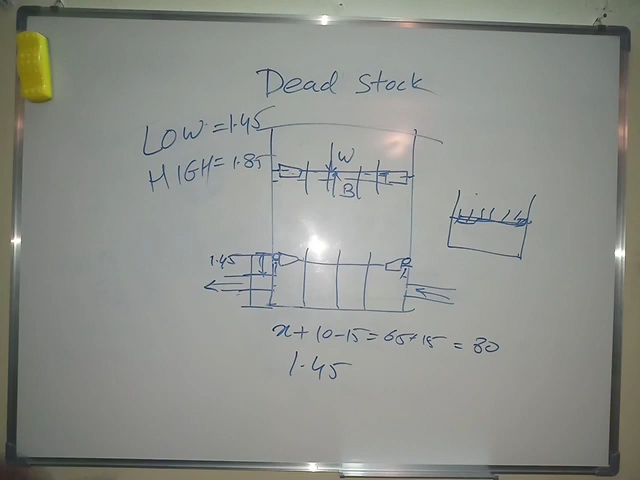 Dead Stock
LOW = 1.45
HIGH = 1.85
W
B
1.45
x + 10 - 15 = 65 + 15 = 80
1.45